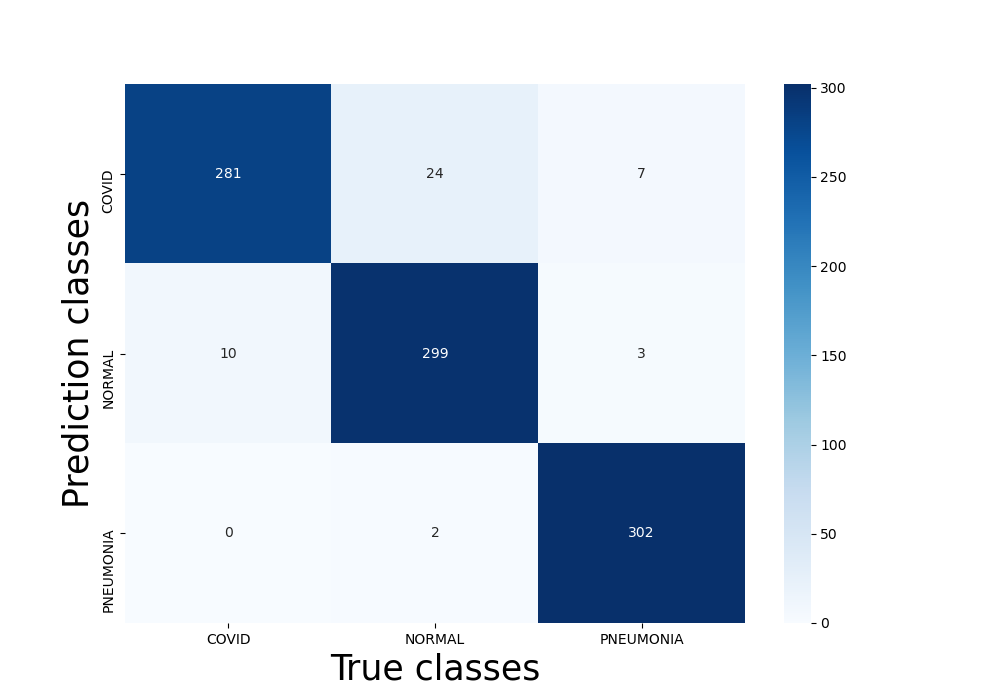 Prediction classes
COVID
281 24 7
NORMAL
10 299 3
PNEUMONIA
0 2 302
COVID NORMAL PNEUMONIA
True classes
300
250
200
150
100
50
0